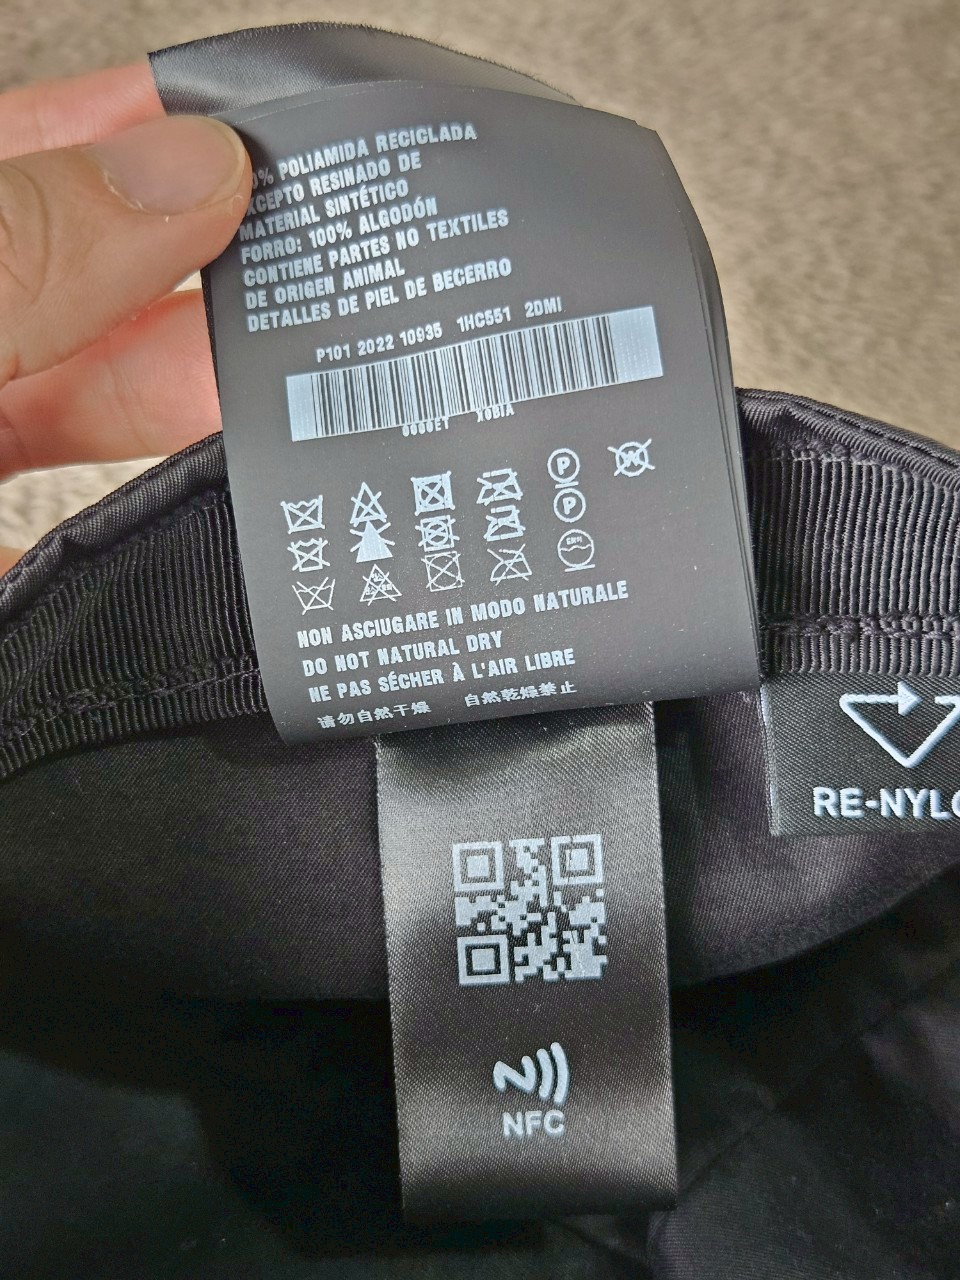 POLIAMIDA RECICLADA
RESINADO DE
MATERIAL SINTÉTICO
FORRO: 100% ALGODÓN
CONTIENE PARTES NO TEXTILES
DE ORIGEN ANIMAL
DETALLES DE PIEL DE BECERRO
P101 2022 10935 1HC551 2DMI
P
W
P
NON ASCIUGARE IN MODO NATURALE
DO NOT NATURAL DRY
NE PAS SÉCHER À L'AIR LIBRE
请勿自然干燥 自然乾燥禁止
RE-NYLO
NFC